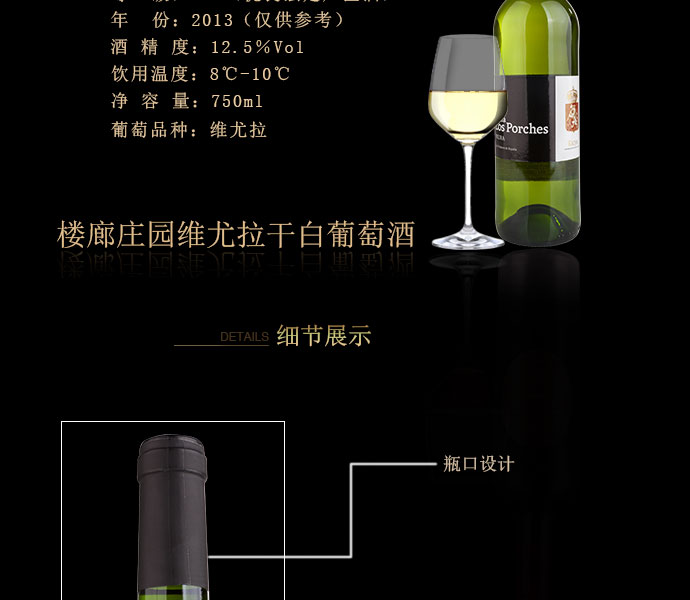 年 份：2013（仅供参考）
酒 精 度：12.5%Vol
饮用温度：8℃-10℃
净 容 量：750ml
葡萄品种：维尤拉
os Porches
楼廊庄园维尤拉干白葡萄酒
DETAILS 细节展示
瓶口设计